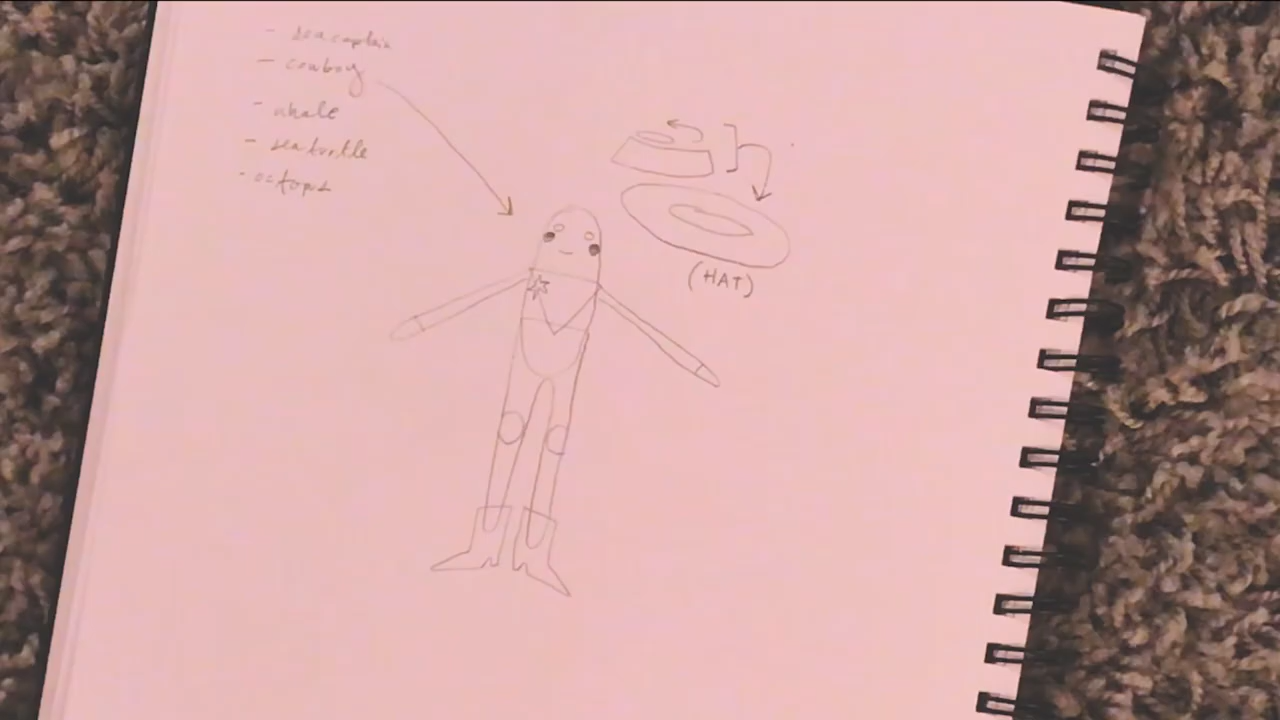 - sea captain
- cowboy
- whale
- sea turtle
- octopus
(HAT)